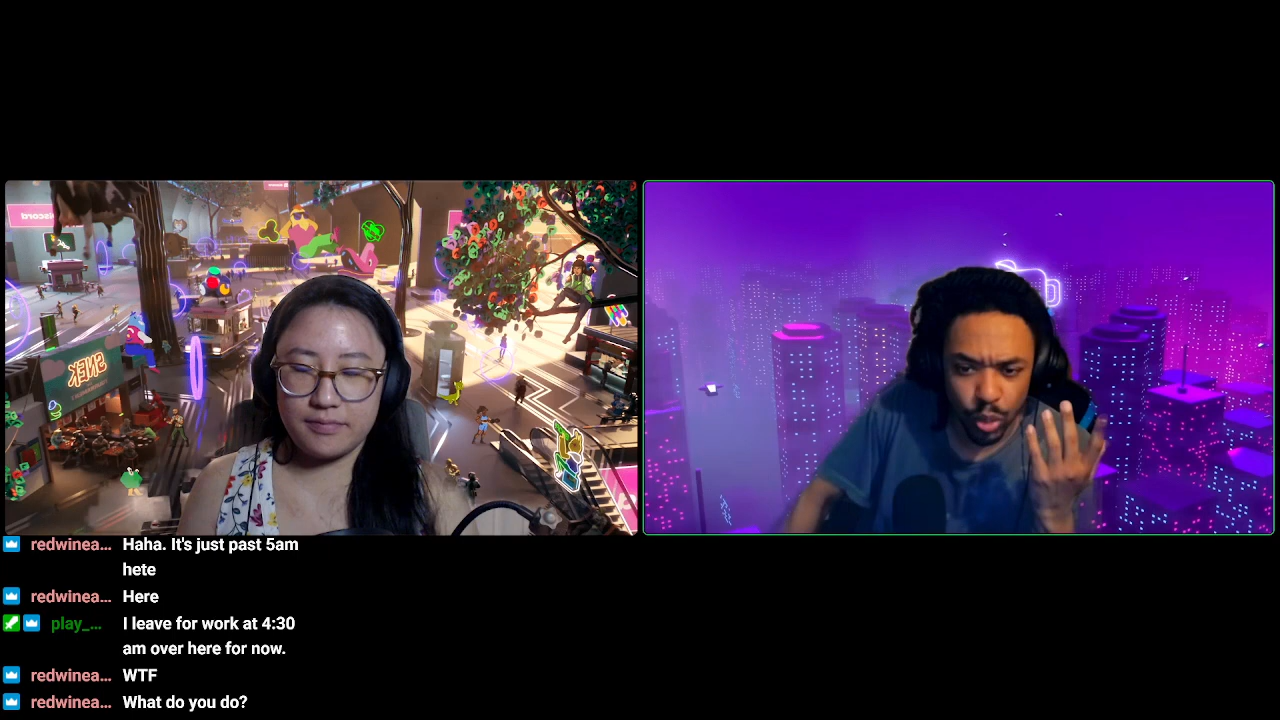 redwinea... Haha. It's just past 5am
hete
redwinea... Here
play_... I leave for work at 4:30
am over here for now.
redwinea... WTF
redwinea... What do you do?